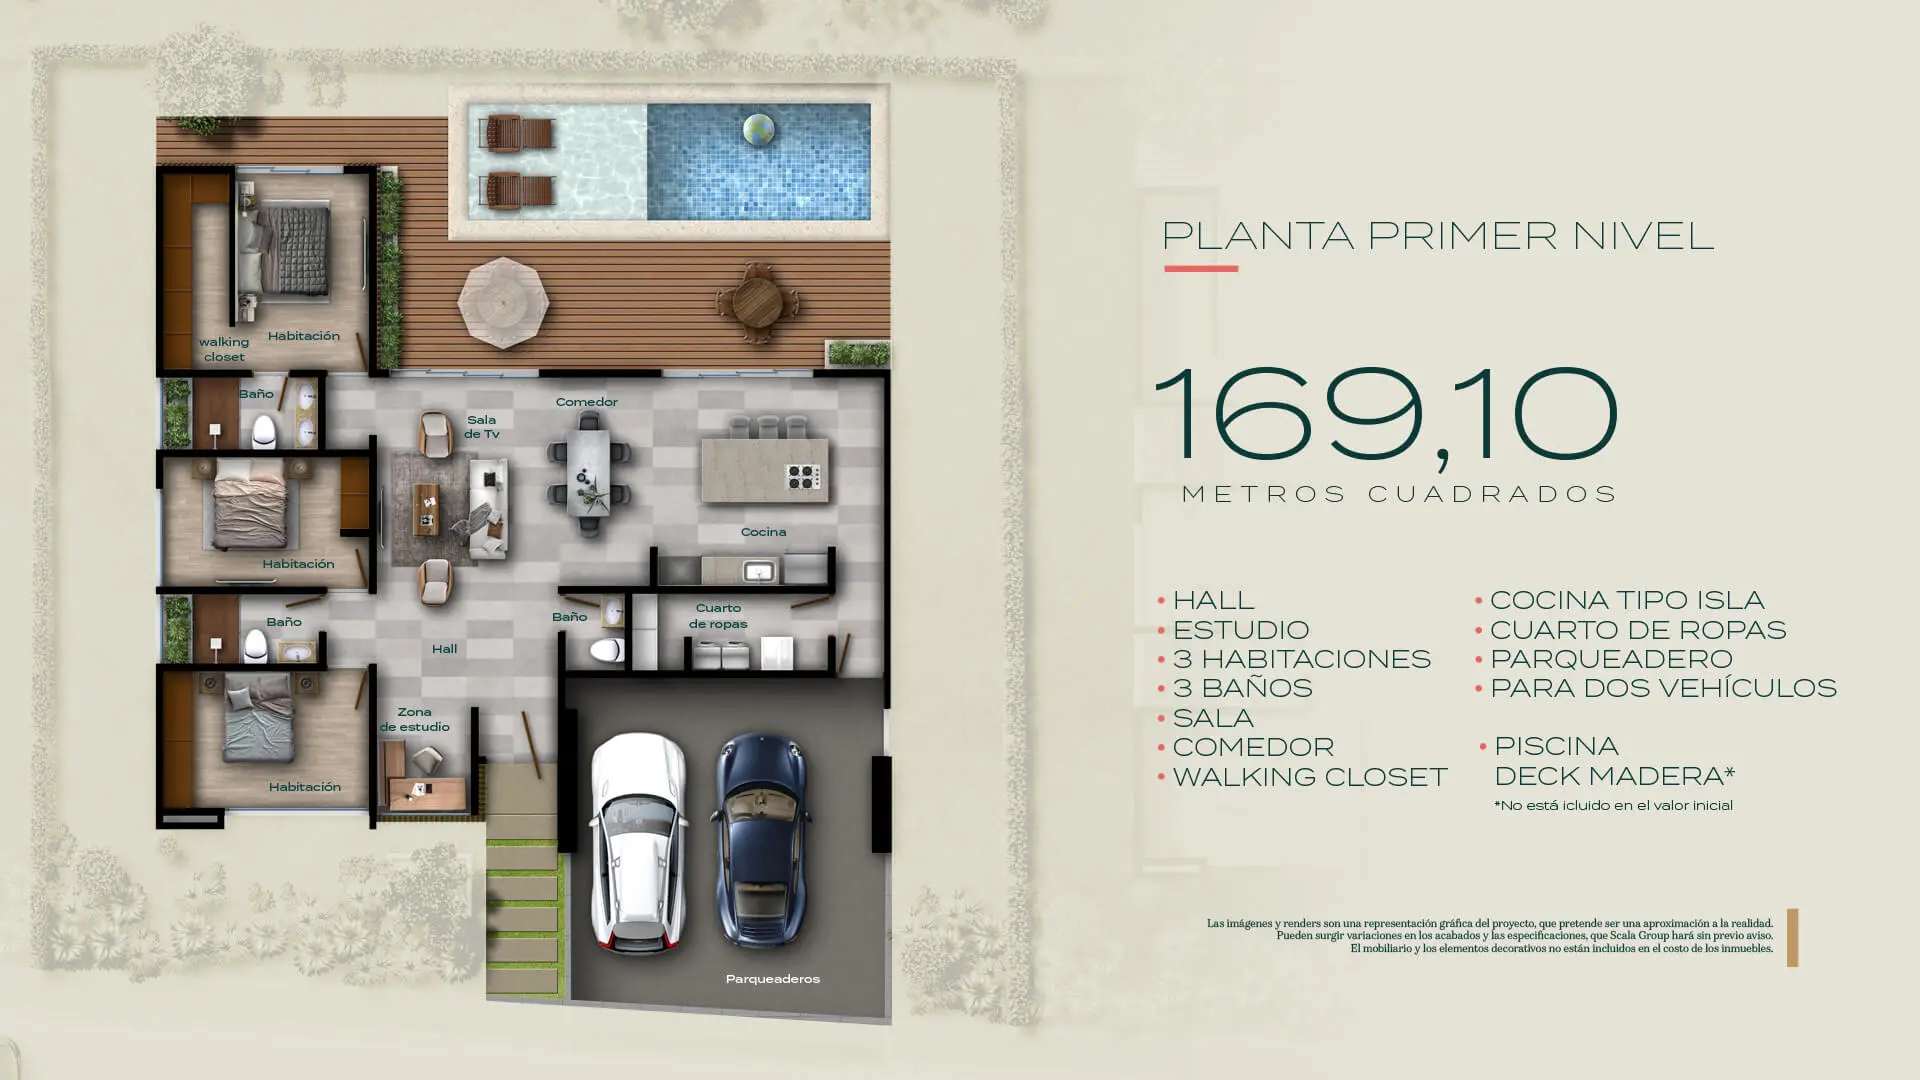 walking
closet
Habitación
Baño
Sala
de Tv
Comedor
Cocina
Habitación
Baño
Hall
Baño
Cuarto
de ropas
Zona
de estudio
Habitación
Parqueaderos
PLANTA PRIMER NIVEL
169,10
METROS CUADRADOS
• HALL
• ESTUDIO
• 3 HABITACIONES
• 3 BAÑOS
• SALA
• COMEDOR
• WALKING CLOSET
• COCINA TIPO ISLA
• CUARTO DE ROPAS
• PARQUEADERO
• PARA DOS VEHÍCULOS
• PISCINA
DECK MADERA*
*No está icluido en el valor inicial
Las imágenes y renders son una representación gráfica del proyecto, que pretende ser una aproximación a la realidad.
Pueden surgir variaciones en los acabados y las especificaciones, que Scala Group hará sin previo aviso.
El mobiliario y los elementos decorativos no están incluidos en el costo de los inmuebles.